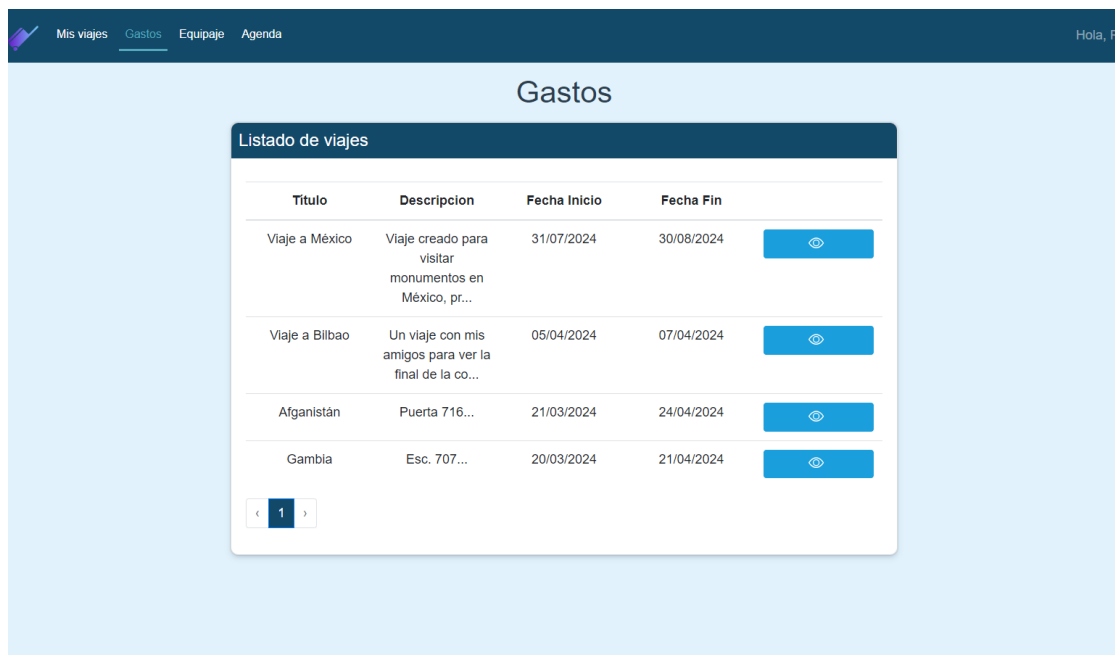 Mis viajes Gastos Equipaje Agenda Hola,
Gastos
Listado de viajes
Título Descripcion Fecha Inicio Fecha Fin
Viaje a México Viaje creado para 31/07/2024 30/08/2024
visitar
monumentos en
México, pr...
Viaje a Bilbao Un viaje con mis 05/04/2024 07/04/2024
amigos para ver la
final de la co...
Afganistán Puerta 716... 21/03/2024 24/04/2024
Gambia Esc. 707... 20/03/2024 21/04/2024
‹ 1 ›